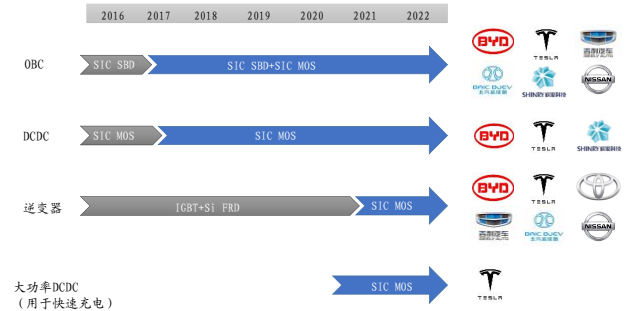 2016 2017 2018 2019 2020 2021 2022
OBC
SIC SBD
SIC SBD+SIC MOS
BYD
TESLA
吉利汽车
GEELY AUTO
BAIC BJEV
北汽新能源
SHINRY 欣锐科技
NISSAN
DCDC
SIC MOS
SIC MOS
BYD
TESLA
SHINRY 欣锐科技
逆变器
IGBT+Si FRD
SIC MOS
BYD
TESLA
吉利汽车
GEELY AUTO
BAIC BJEV
北汽新能源
NISSAN
大功率DCDC
（用于快速充电）
SIC MOS
TESLA